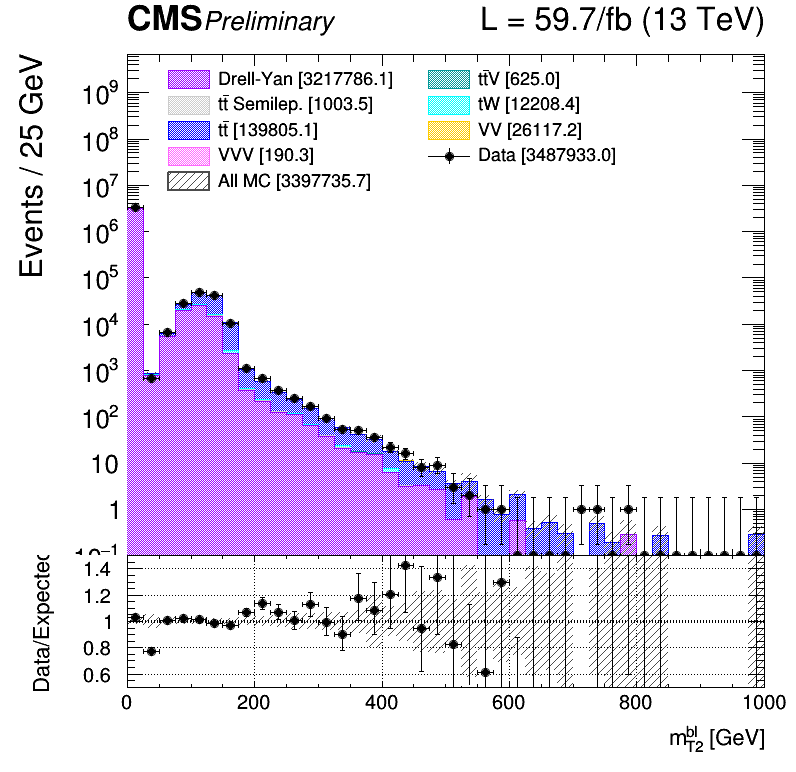 CMS Preliminary L = 59.7/fb (13 TeV)
Events / 25 GeV
Drell-Yan [3217786.1]
tt̄ Semilep. [1003.5]
tt̄ [139805.1]
VVV [190.3]
All MC [3397735.7]
tt̄V [625.0]
tW [12208.4]
VV [26117.2]
Data [3487933.0]
10⁹
10⁸
10⁷
10⁶
10⁵
10⁴
10³
10²
10
1
10⁻¹
Data/Expected
1.4
1.2
1
0.8
0.6
0 200 400 600 800 1000
m_T2^bl [GeV]